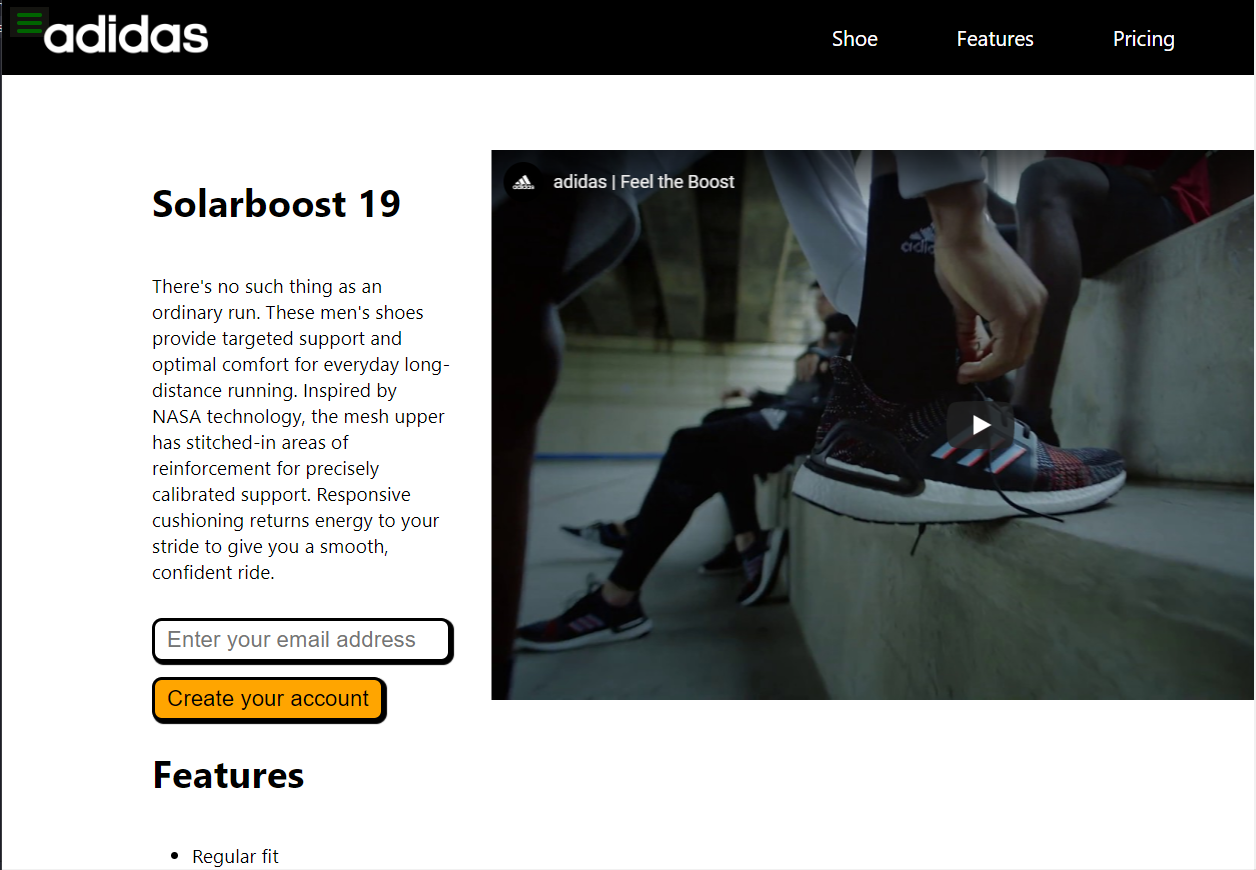 adidas
Shoe
Features
Pricing
Solarboost 19
adidas | Feel the Boost
adidas
There's no such thing as an
ordinary run. These men's shoes
provide targeted support and
optimal comfort for everyday long-
distance running. Inspired by
NASA technology, the mesh upper
has stitched-in areas of
reinforcement for precisely
calibrated support. Responsive
cushioning returns energy to your
stride to give you a smooth,
confident ride.
Enter your email address
Create your account
Features
Regular fit